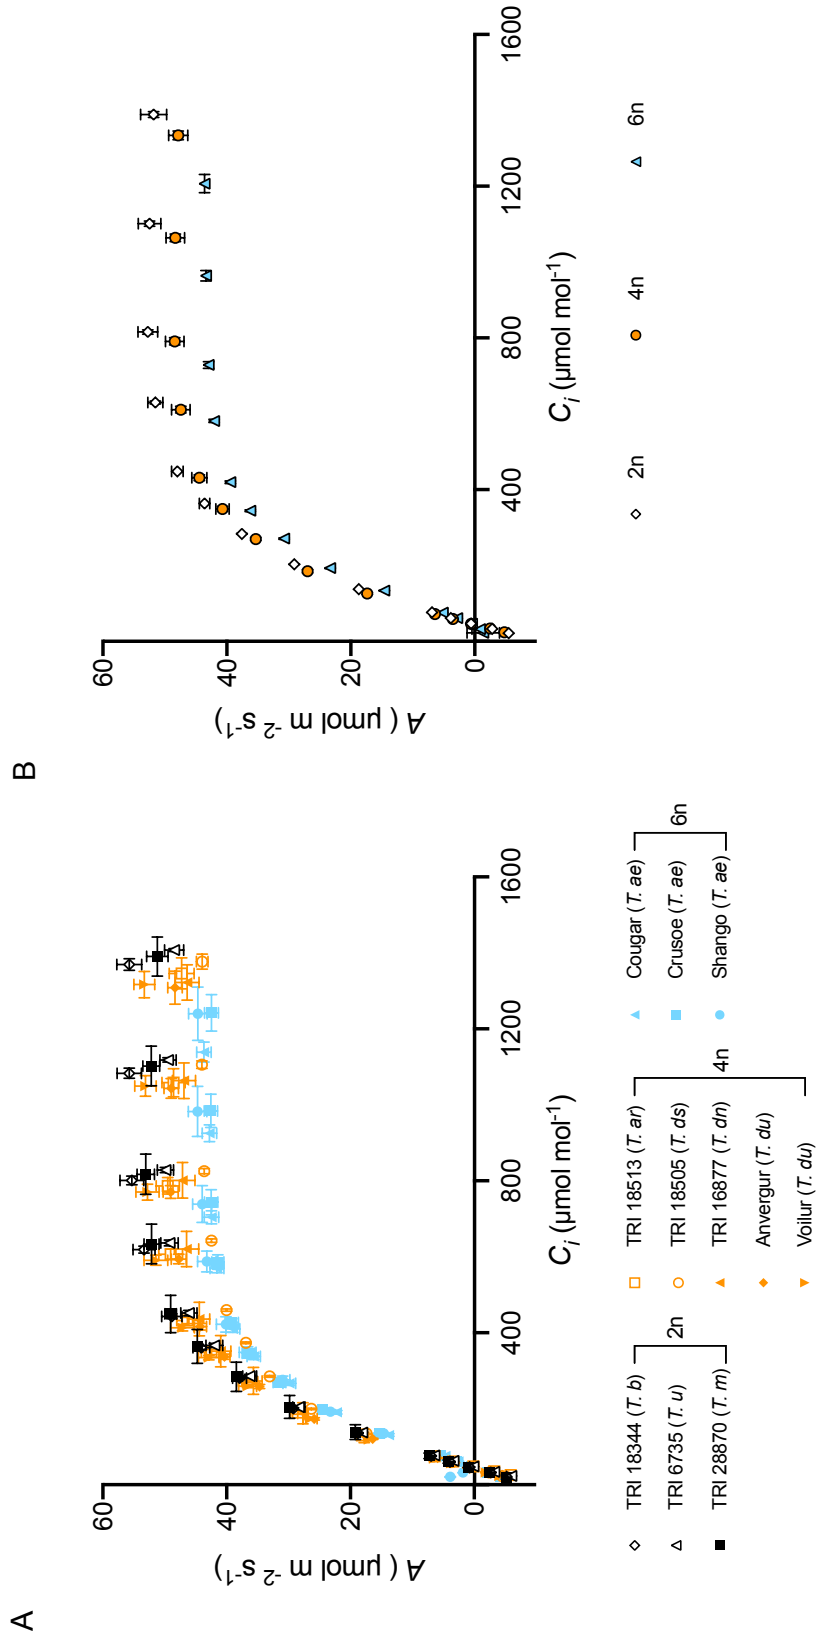 A
60
40
20
0
A ( µmol m⁻² s⁻¹)
400
800
1200
1600
Cᵢ (µmol mol⁻¹)
TRI 18344 (T. b)
TRI 6735 (T. u)
TRI 28870 (T. m)
2n
TRI 18513 (T. ar)
TRI 18505 (T. ds)
TRI 16877 (T. dn)
Anvergur (T. du)
Voilur (T. du)
4n
Cougar (T. ae)
Crusoe (T. ae)
Shango (T. ae)
6n
B
60
40
20
0
A ( µmol m⁻² s⁻¹)
400
800
1200
1600
Cᵢ (µmol mol⁻¹)
2n
4n
6n